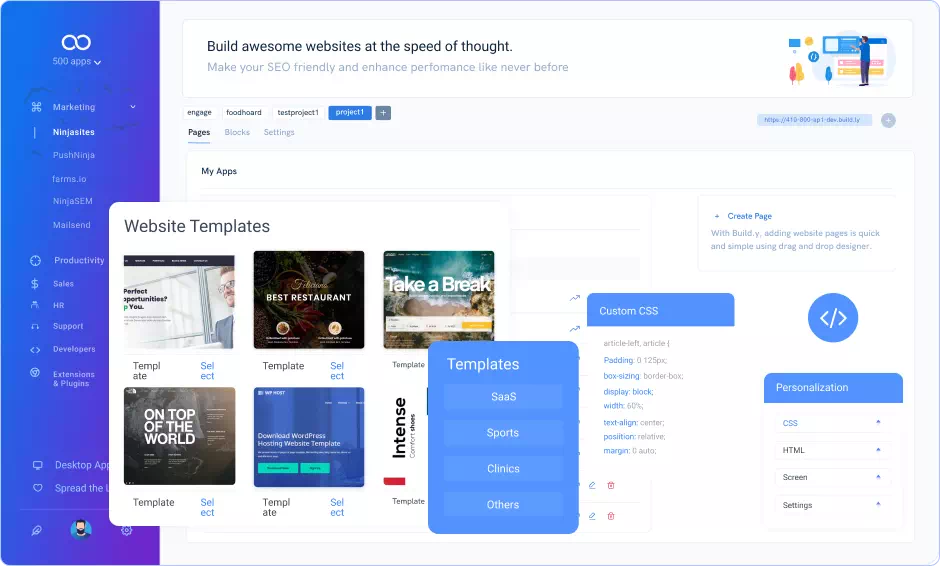 500 apps
Marketing
Ninjasites
PushNinja
farms.io
NinjaSEM
Mailsend
Productivity
Sales
HR
Support
Developers
Extensions
& Plugins
Desktop App
Spread the L
Build awesome websites at the speed of thought.
Make your SEO friendly and enhance perfomance like never before
engage
foodhoard
testproject1
project1
+
https://410-890-ap1-dev.build.ly
+
Pages
Blocks
Settings
My Apps
+ Create Page
With Build.y, adding website pages is quick
and simple using drag and drop designer.
Website Templates
Perfect
pportunities?
p You.
Feliciano
BEST RESTAURANT
Take a Break
Templ
ate
Sel
ect
Template
Sel
ect
Template
ON TOP
OF THE
WORLD
WP HOST
Download WordPress
Hosting Website Template
Intense
Comfort shoes
Template
Sel
ect
Templ
ate
Sel
ect
Template
Templates
SaaS
Sports
Clinics
Others
Custom CSS
article-left, article {
Padding: 0 125px;
box-sizing: border-box;
display: block;
width: 60%;
text-align: center;
posiition: relative;
margin: 0 auto;
</>
Personalization
CSS
HTML
Screen
Settings